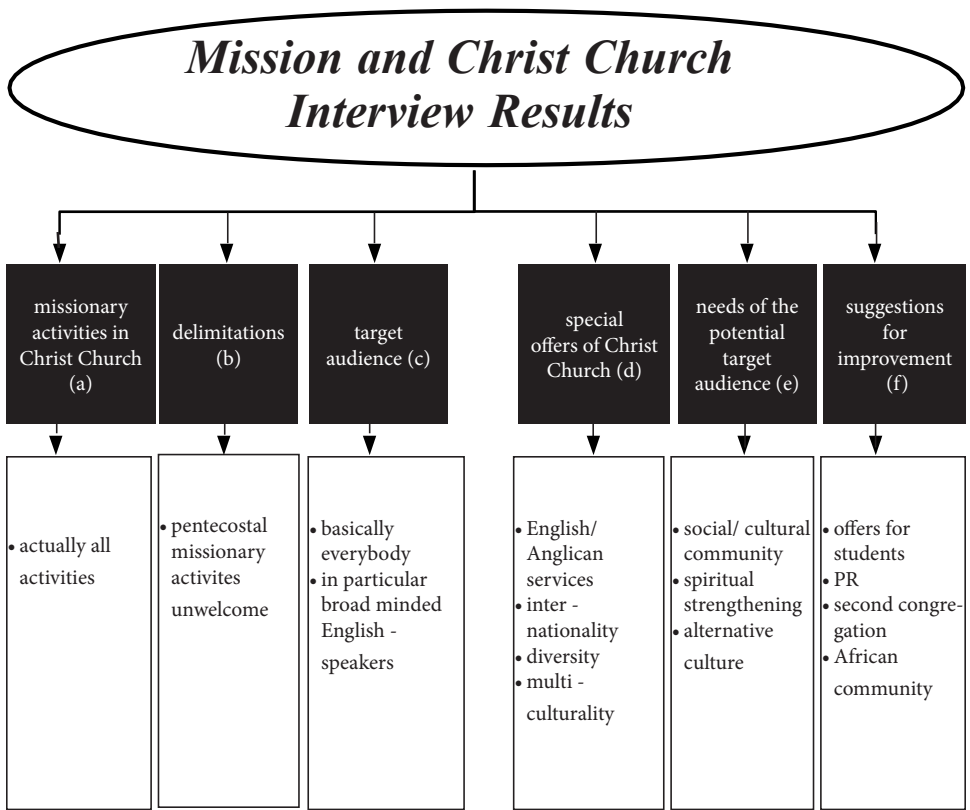 Mission and Christ Church
Interview Results
missionary
activities in
Christ Church
(a)
delimitations
(b)
target
audience (c)
special
offers of Christ
Church (d)
needs of the
potential
target
audience (e)
suggestions
for
improvement
(f)
• actually all
activities
• pentecostal
missionary
activites
unwelcome
• basically
everybody
• in particular
broad minded
English -
speakers
• English/
Anglican
services
• inter -
nationality
• diversity
• multi -
culturality
• social/ cultural
community
• spiritual
strengthening
• alternative
culture
• offers for
students
• PR
• second congre-
gation
• African
community